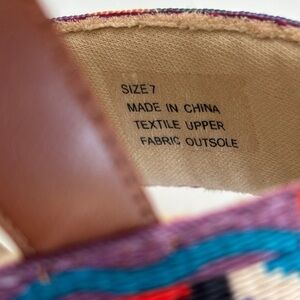 SIZE 7
MADE IN CHINA
TEXTILE UPPER
FABRIC OUTSOLE